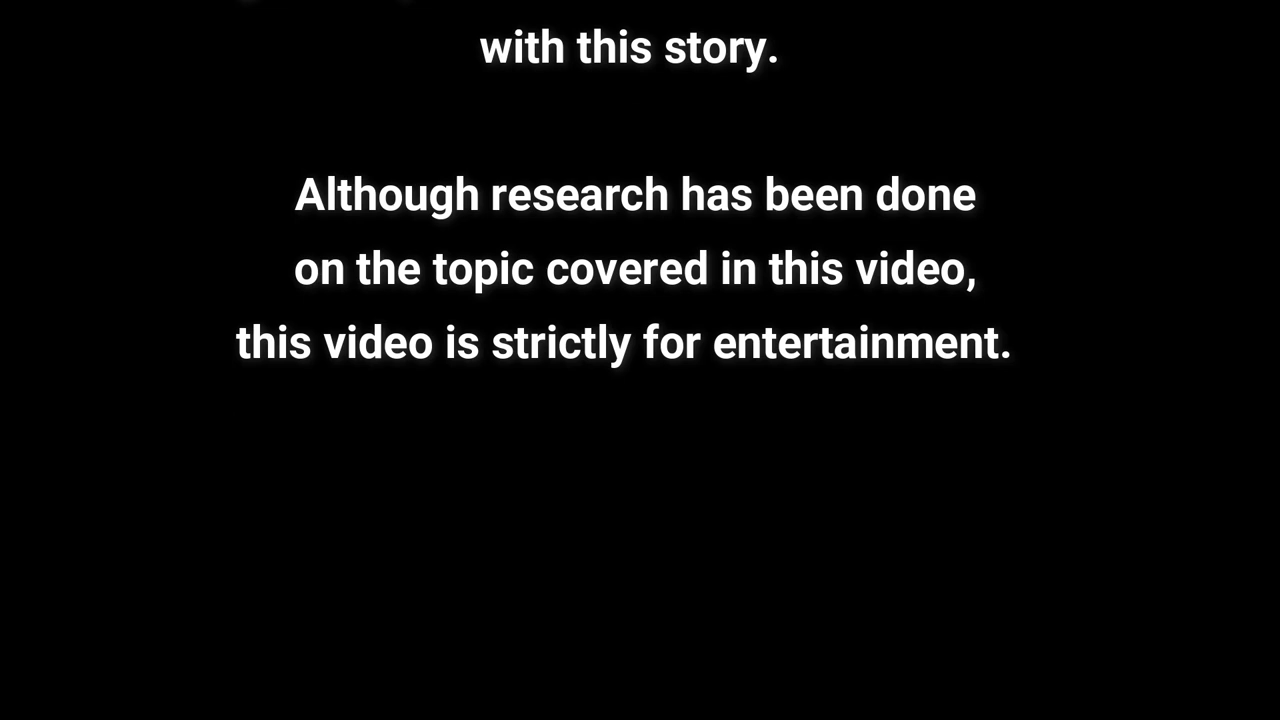 with this story.
Although research has been done
on the topic covered in this video,
this video is strictly for entertainment.